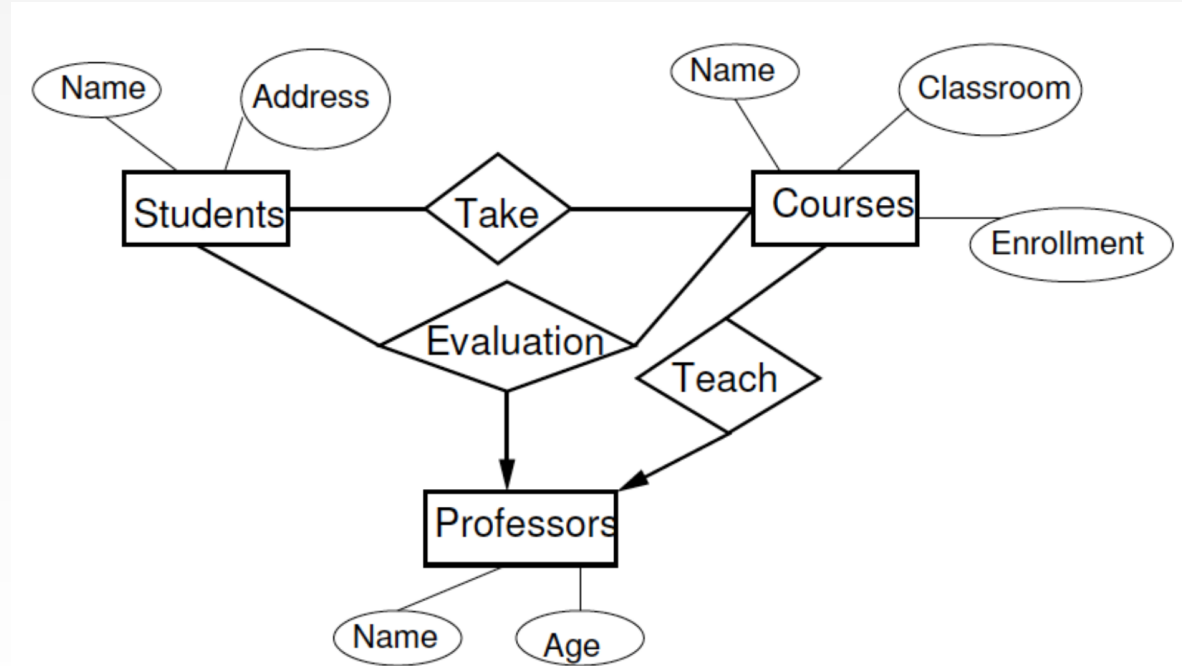 Name
Address
Name
Classroom
Students
Take
Courses
Enrollment
Evaluation
Teach
Professors
Name
Age